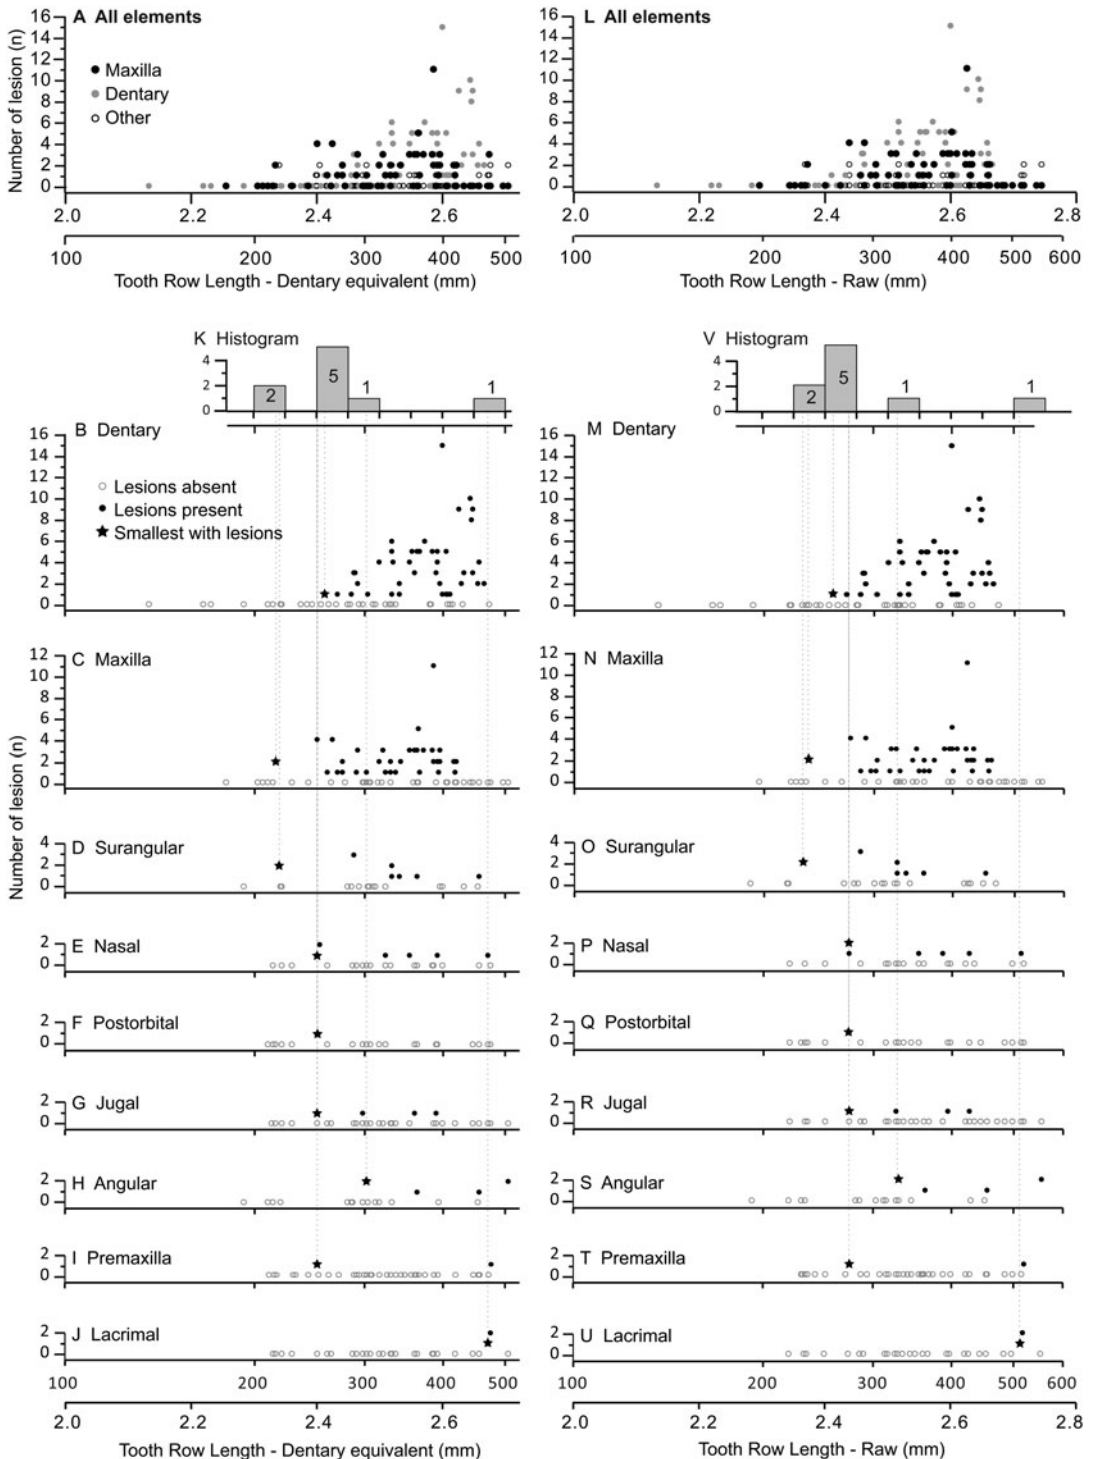 A All elements
Number of lesion (n)
16
14
12
10
8
6
4
2
0
Maxilla
Dentary
Other
2.0 2.2 2.4 2.6
100 200 300 400 500
Tooth Row Length - Dentary equivalent (mm)
L All elements
16
14
12
10
8
6
4
2
0
2.0 2.4 2.6 2.8
100 200 300 400 500 600
Tooth Row Length - Raw (mm)
K Histogram
4
2
0
2 5 1 1
V Histogram
4
2
0
2 5 1 1
Number of lesion (n)
B Dentary
16
14
12
10
8
6
4
2
0
Lesions absent
Lesions present
Smallest with lesions
M Dentary
16
14
12
10
8
6
4
2
0
C Maxilla
12
10
8
6
4
2
0
N Maxilla
12
10
8
6
4
2
0
D Surangular
4
2
0
O Surangular
4
2
0
E Nasal
2
0
P Nasal
2
0
F Postorbital
2
0
Q Postorbital
2
0
G Jugal
2
0
R Jugal
2
0
H Angular
2
0
S Angular
2
0
I Premaxilla
2
0
T Premaxilla
2
0
J Lacrimal
2
0
U Lacrimal
2
0
100 200 300 400 500
2.0 2.2 2.4 2.6
Tooth Row Length - Dentary equivalent (mm)
100 200 300 400 500 600
2.0 2.2 2.4 2.6 2.8
Tooth Row Length - Raw (mm)